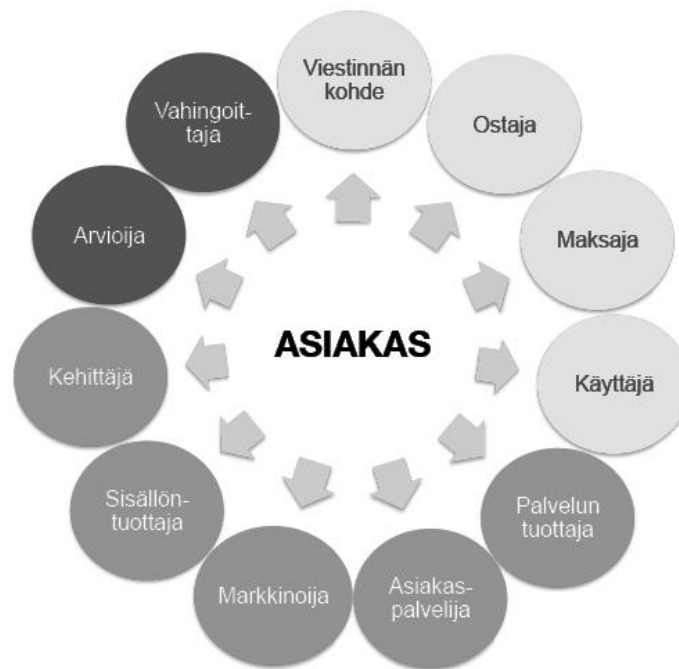 Viestinnän
kohde
Ostaja
Maksaja
Käyttäjä
Palvelun
tuottaja
Asiakas-
palvelija
Markkinoija
Sisällön-
tuottaja
Kehittäjä
Arvioija
Vahingoit-
taja
ASIAKAS